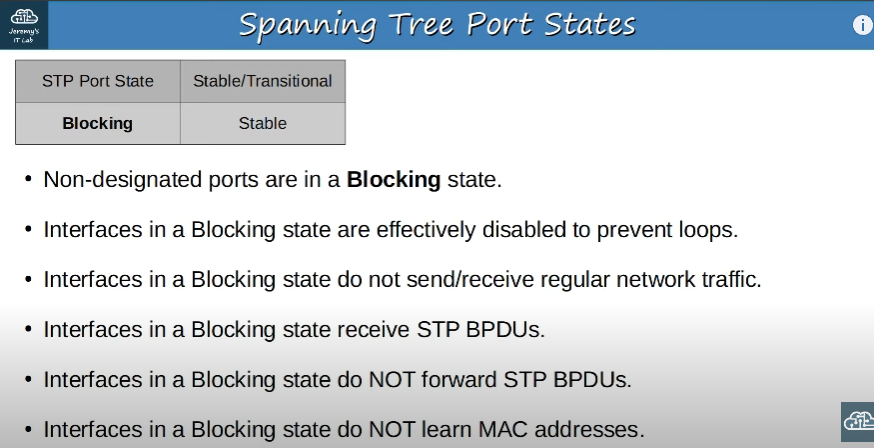 Jeremy's
IT Lab
Spanning Tree Port States
i
STP Port State
Stable/Transitional
Blocking
Stable
• Non-designated ports are in a Blocking state.
• Interfaces in a Blocking state are effectively disabled to prevent loops.
• Interfaces in a Blocking state do not send/receive regular network traffic.
• Interfaces in a Blocking state receive STP BPDUs.
• Interfaces in a Blocking state do NOT forward STP BPDUs.
• Interfaces in a Blocking state do NOT learn MAC addresses.